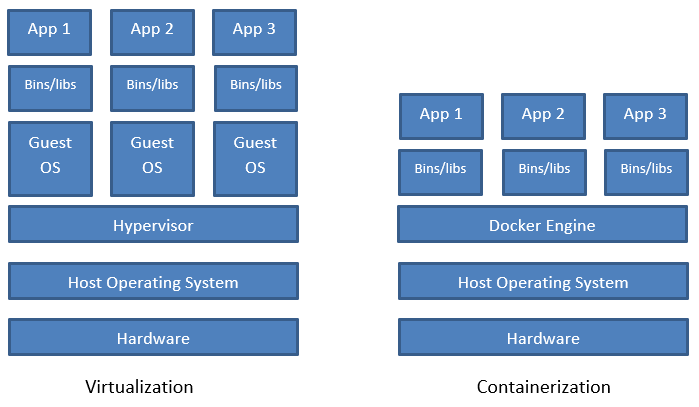 App 1
App 2
App 3
Bins/libs
Bins/libs
Bins/libs
Guest
OS
Guest
OS
Guest
OS
Hypervisor
Host Operating System
Hardware
Virtualization
App 1
App 2
App 3
Bins/libs
Bins/libs
Bins/libs
Docker Engine
Host Operating System
Hardware
Containerization